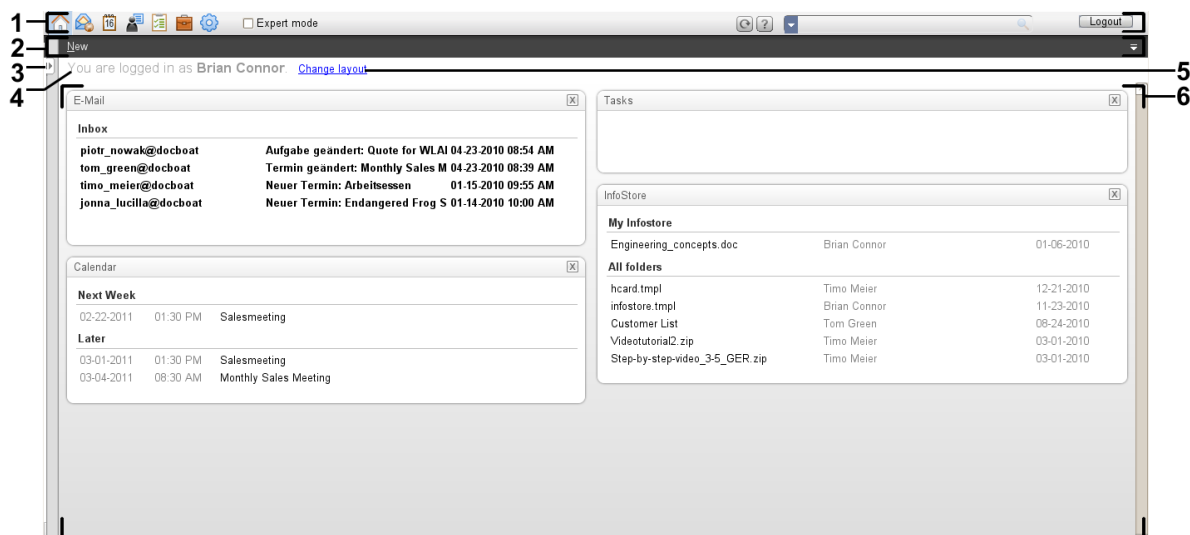 1 16 Expert mode ? Logout
2 New
3
4 You are logged in as Brian Connor. Change layout 5
6
E-Mail X
Inbox
piotr_nowak@docboat Aufgabe geändert: Quote for WLAI 04-23-2010 08:54 AM
tom_green@docboat Termin geändert: Monthly Sales M 04-23-2010 08:39 AM
timo_meier@docboat Neuer Termin: Arbeitsessen 01-15-2010 09:55 AM
jonna_lucilla@docboat Neuer Termin: Endangered Frog S 01-14-2010 10:00 AM
Calendar X
Next Week
02-22-2011 01:30 PM Salesmeeting
Later
03-01-2011 01:30 PM Salesmeeting
03-04-2011 08:30 AM Monthly Sales Meeting
Tasks X
InfoStore X
My Infostore
Engineering_concepts.doc Brian Connor 01-06-2010
All folders
hcard.tmpl Timo Meier 12-21-2010
infostore.tmpl Brian Connor 11-23-2010
Customer List Tom Green 08-24-2010
Videotutorial2.zip Timo Meier 03-01-2010
Step-by-step-video_3-5_GER.zip Timo Meier 03-01-2010